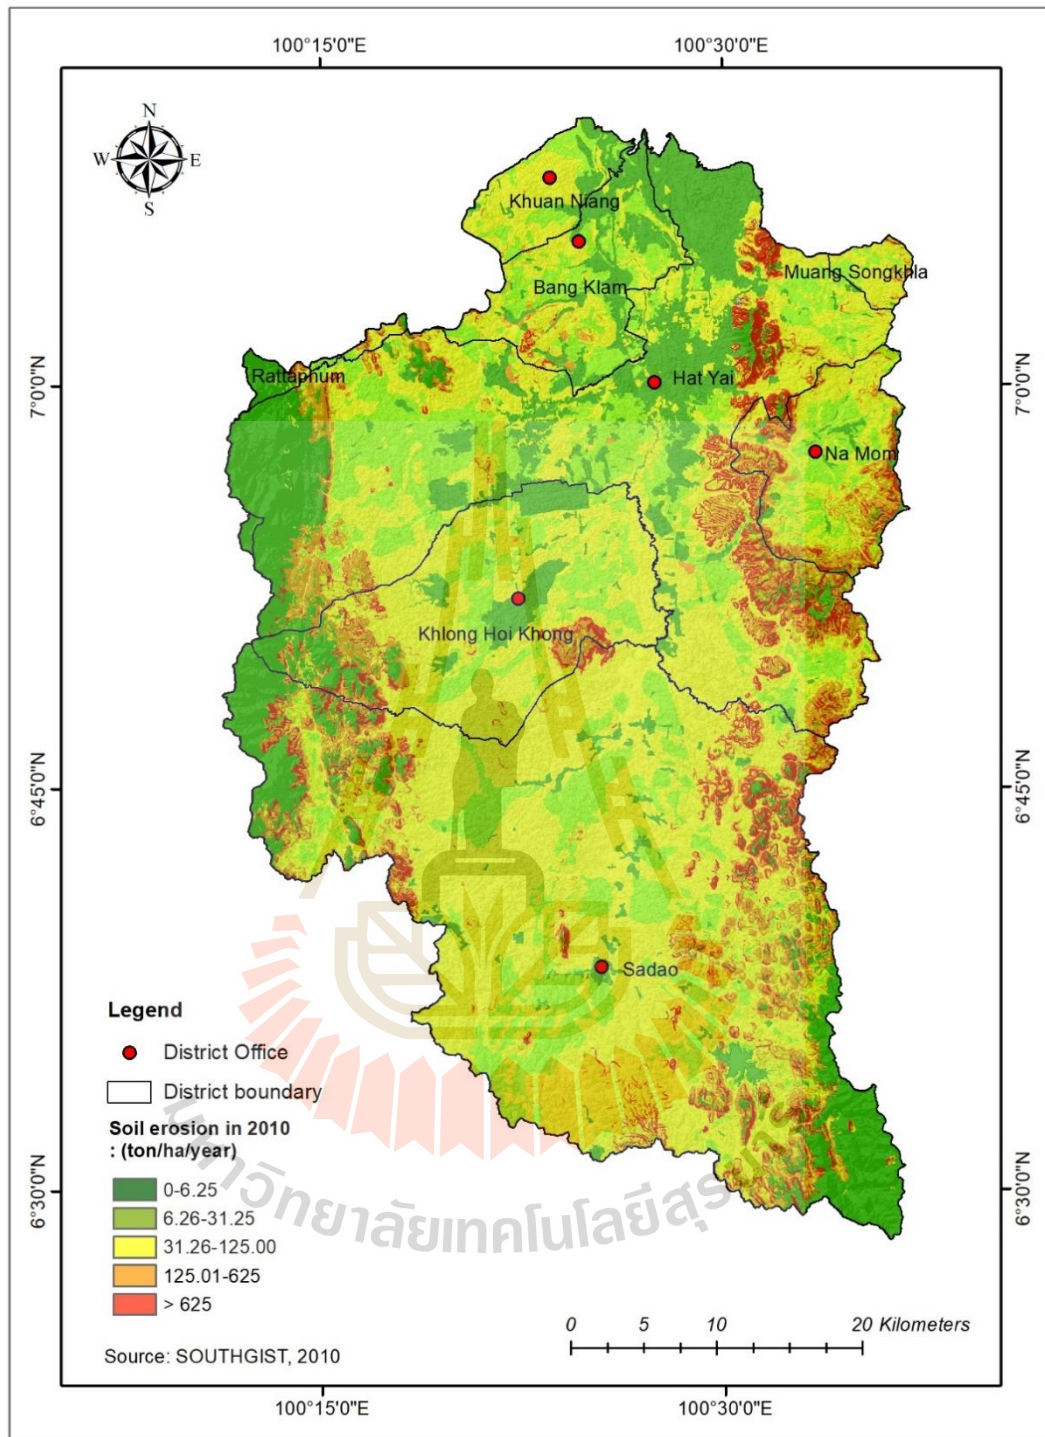 100°15'0"E
100°30'0"E
N
W
E
S
Khuan Niang
Muang Songkhla
Bang Klam
Rattaphum
Hat Yai
7°0'0"N
7°0'0"N
Na Mom
Khlong Hoi Khong
6°45'0"N
6°45'0"N
Sadao
Legend
District Office
District boundary
Soil erosion in 2010
: (ton/ha/year)
0-6.25
6.26-31.25
31.26-125.00
125.01-625
> 625
6°30'0"N
6°30'0"N
มหาวิทยาลัยเทคโนโลยีสุรนารี
0 5 10 20 Kilometers
Source: SOUTHGIST, 2010
100°15'0"E
100°30'0"E